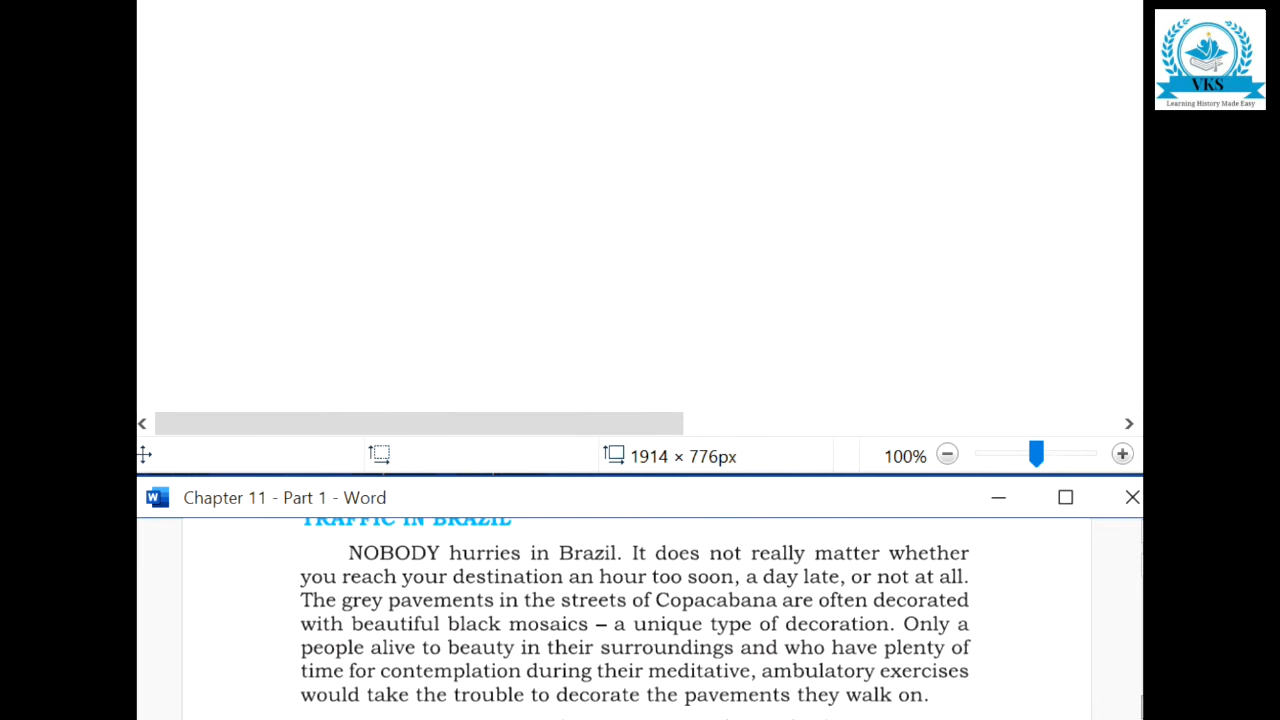 VKS
Learning History Made Easy
1914 × 776px
100%
Chapter 11 - Part 1 - Word
TRAFFIC IN BRAZIL
NOBODY hurries in Brazil. It does not really matter whether
you reach your destination an hour too soon, a day late, or not at all.
The grey pavements in the streets of Copacabana are often decorated
with beautiful black mosaics – a unique type of decoration. Only a
people alive to beauty in their surroundings and who have plenty of
time for contemplation during their meditative, ambulatory exercises
would take the trouble to decorate the pavements they walk on.